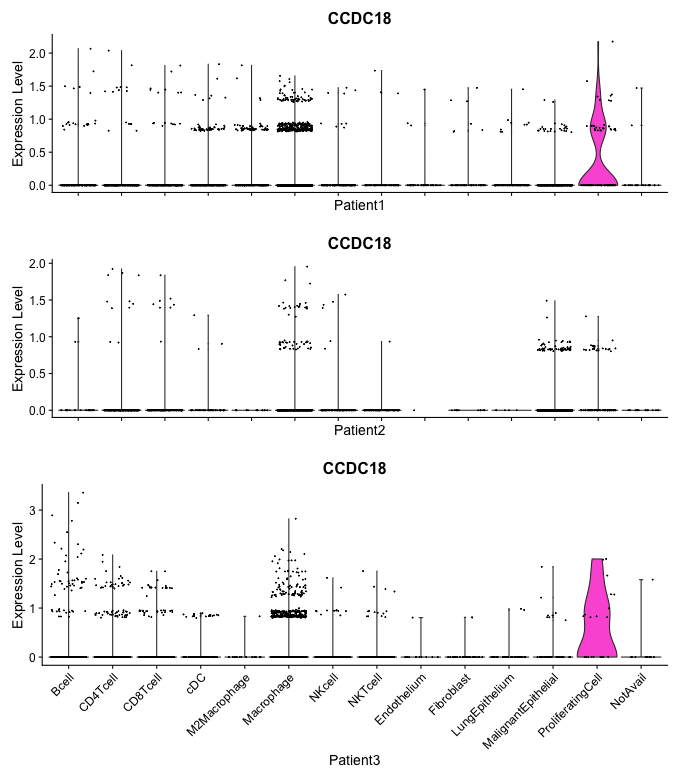 CCDC18
Expression Level
2.0
1.5
1.0
0.5
0.0
Patient1
CCDC18
Expression Level
2.0
1.5
1.0
0.5
0.0
Patient2
CCDC18
Expression Level
3
2
1
0
Bcell
CD4Tcell
CD8Tcell
cDC
M2Macrophage
Macrophage
NKcell
NKTcell
Endothelium
Fibroblast
LungEpithelium
MalignantEpithelial
ProliferatingCell
NotAvail
Patient3